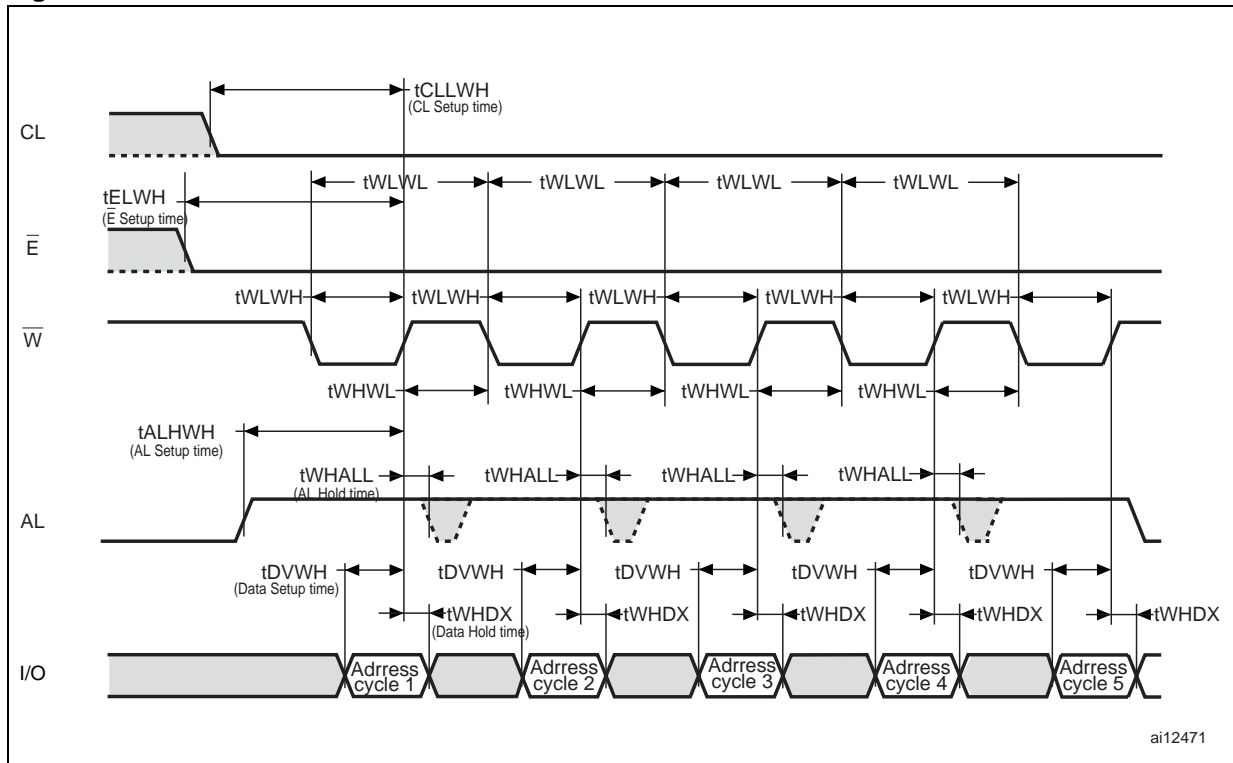 tCLLWH
(CL Setup time)
CL
tWLWL tWLWL tWLWL tWLWL
tELWH
(E Setup time)
E
tWLWH tWLWH tWLWH tWLWH tWLWH
W
tWHWL tWHWL tWHWL tWHWL
tALHWH
(AL Setup time)
tWHALL tWHALL tWHALL tWHALL
(AL Hold time)
AL
tDVWH tDVWH tDVWH tDVWH tDVWH
(Data Setup time)
tWHDX tWHDX tWHDX tWHDX tWHDX
(Data Hold time)
I/O
Adrress Adrress Adrress Adrress Adrress
cycle 1 cycle 2 cycle 3 cycle 4 cycle 5
ai12471